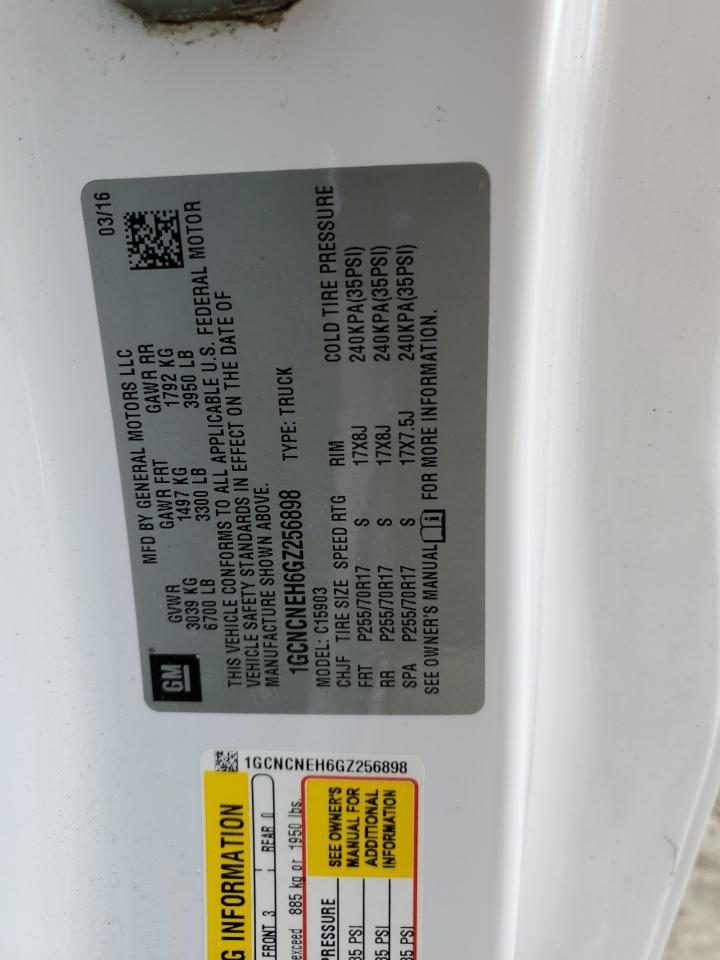 03/16
MFD BY GENERAL MOTORS LLC
GVWR GAWR FRT GAWR RR
3039 KG 1497 KG 1792 KG
6700 LB 3300 LB 3950 LB
THIS VEHICLE CONFORMS TO ALL APPLICABLE U.S. FEDERAL MOTOR
VEHICLE SAFETY STANDARDS IN EFFECT ON THE DATE OF
MANUFACTURE SHOWN ABOVE.
GM®
1GCNCNEH6GZ256898 TYPE: TRUCK
MODEL: C15903
CHJF TIRE SIZE SPEED RTG RIM COLD TIRE PRESSURE
FRT P255/70R17 S 17X8J 240KPA(35PSI)
RR P255/70R17 S 17X8J 240KPA(35PSI)
SPA P255/70R17 S 17X7.5J 240KPA(35PSI)
SEE OWNER'S MANUAL i FOR MORE INFORMATION.
G INFORMATION
1GCNCNEH6GZ256898
FRONT 3 REAR 0
exceed 885 kg or 1950 lbs.
PRESSURE
SEE OWNER'S
MANUAL FOR
ADDITIONAL
INFORMATION
35 PSI
35 PSI
35 PSI